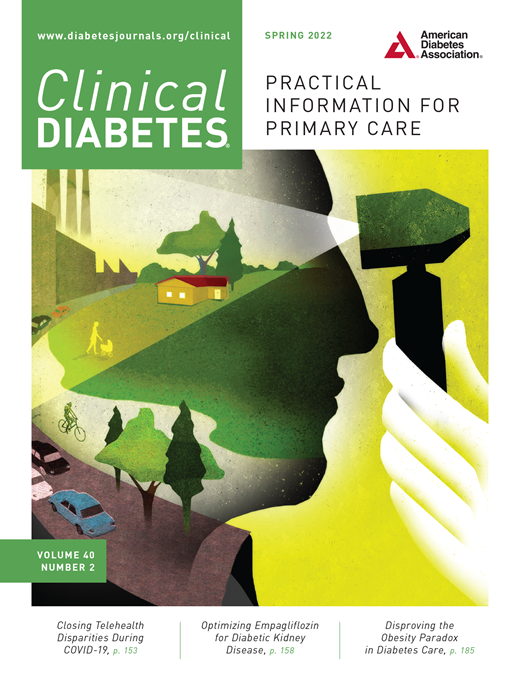 www.diabetesjournals.org/clinical
SPRING 2022
American
Diabetes
Association®
Clinical
DIABETES®
PRACTICAL
INFORMATION FOR
PRIMARY CARE
VOLUME 40
NUMBER 2
Closing Telehealth
Disparities During
COVID-19, p. 153
Optimizing Empagliflozin
for Diabetic Kidney
Disease, p. 158
Disproving the
Obesity Paradox
in Diabetes Care, p. 185